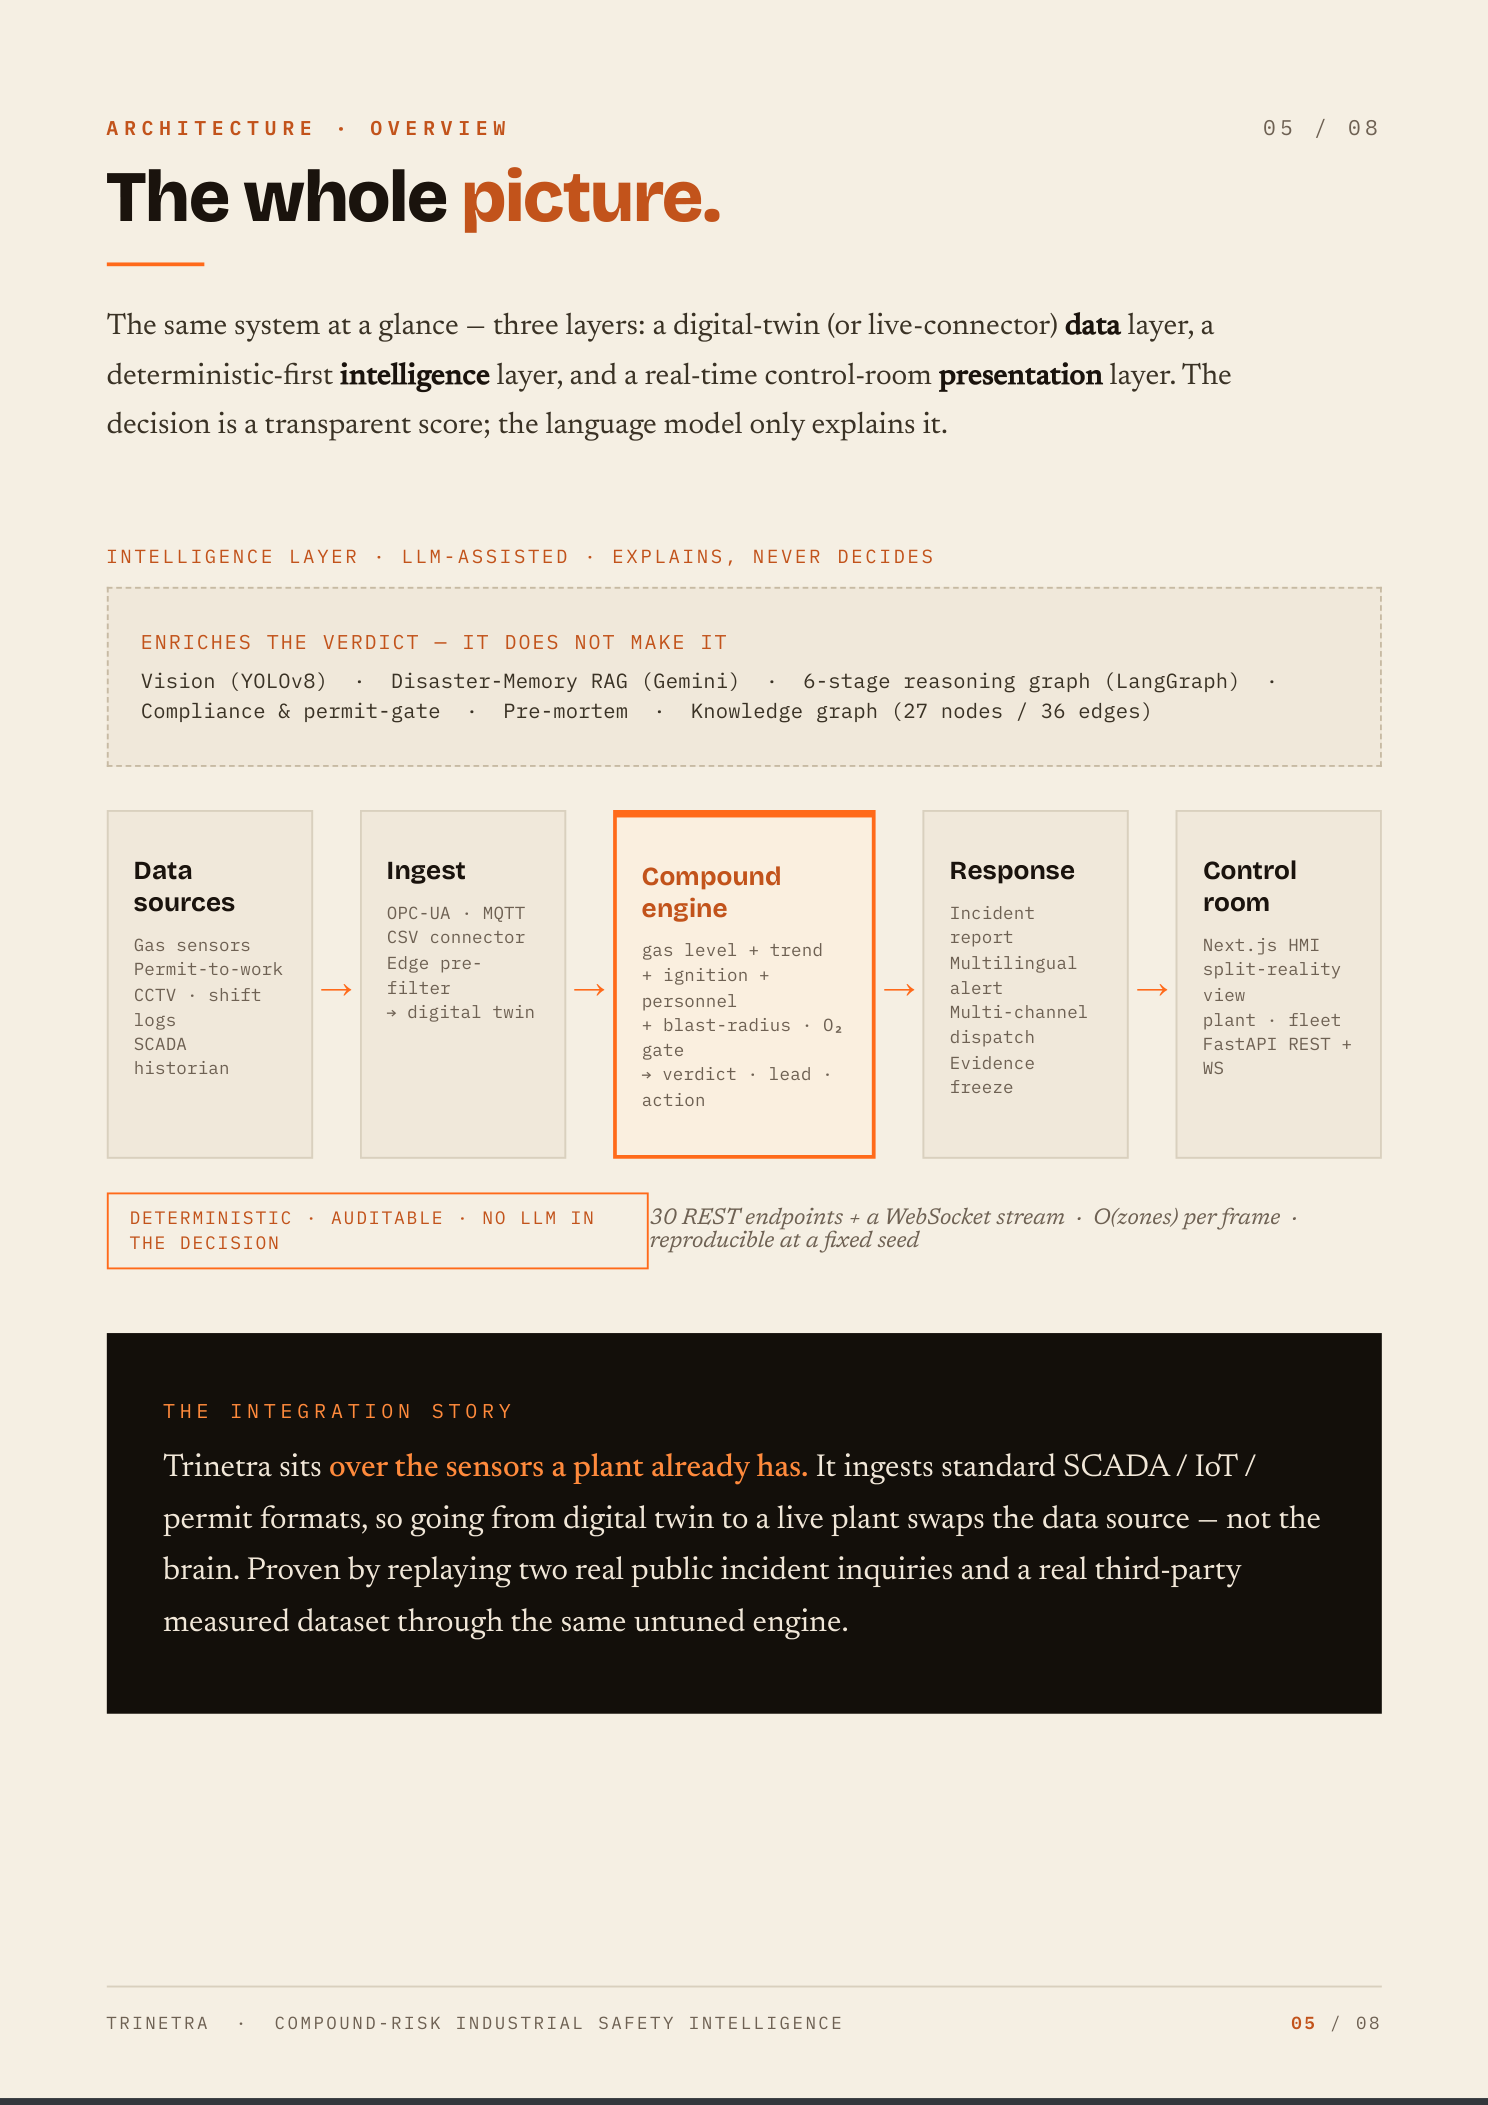 ARCHITECTURE · OVERVIEW
05 / 08
The whole picture.
The same system at a glance — three layers: a digital-twin (or live-connector) data layer, a
deterministic-first intelligence layer, and a real-time control-room presentation layer. The
decision is a transparent score; the language model only explains it.
INTELLIGENCE LAYER · LLM-ASSISTED · EXPLAINS, NEVER DECIDES
ENRICHES THE VERDICT — IT DOES NOT MAKE IT
Vision (YOLOv8) · Disaster-Memory RAG (Gemini) · 6-stage reasoning graph (LangGraph) ·
Compliance & permit-gate · Pre-mortem · Knowledge graph (27 nodes / 36 edges)
Data
sources
Gas sensors
Permit-to-work
CCTV · shift
logs
SCADA
historian
→
Ingest
OPC-UA · MQTT
CSV connector
Edge pre-
filter
→ digital twin
→
Compound
engine
gas level + trend
+ ignition +
personnel
+ blast-radius · O₂
gate
→ verdict · lead ·
action
→
Response
Incident
report
Multilingual
alert
Multi-channel
dispatch
Evidence
freeze
→
Control
room
Next.js HMI
split-reality
view
plant · fleet
FastAPI REST +
WS
DETERMINISTIC · AUDITABLE · NO LLM IN
THE DECISION
30 REST endpoints + a WebSocket stream · O(zones) per frame ·
reproducible at a fixed seed
THE INTEGRATION STORY
Trinetra sits over the sensors a plant already has. It ingests standard SCADA / IoT /
permit formats, so going from digital twin to a live plant swaps the data source — not the
brain. Proven by replaying two real public incident inquiries and a real third-party
measured dataset through the same untuned engine.
TRINETRA · COMPOUND-RISK INDUSTRIAL SAFETY INTELLIGENCE
05 / 08